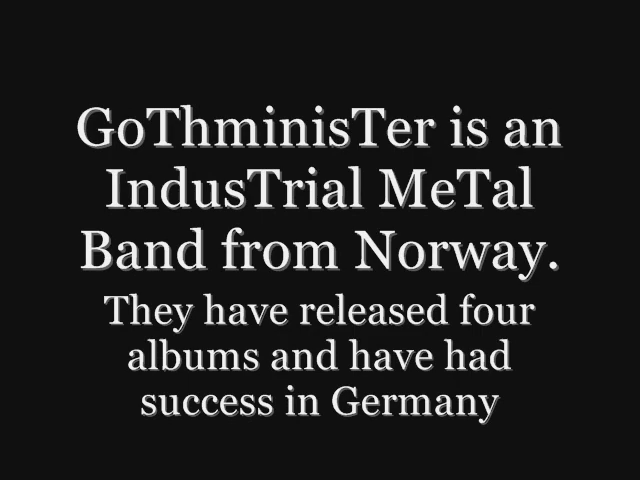 GoThminisTer is an
IndusTrial MeTal
Band from Norway.
They have released four
albums and have had
success in Germany